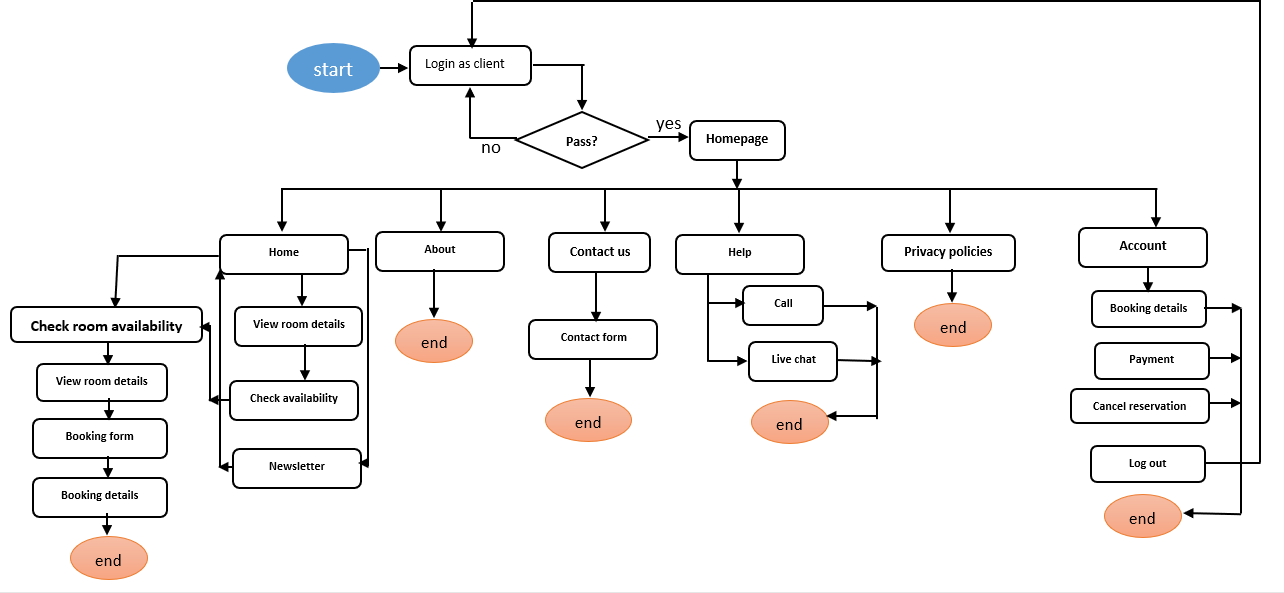 start
Login as client
Pass?
yes
no
Homepage
Home
About
Contact us
Help
Privacy policies
Account
Check room availability
View room details
Booking form
Booking details
end
View room details
Check availability
Newsletter
end
Contact form
end
Call
Live chat
end
end
Booking details
Payment
Cancel reservation
Log out
end